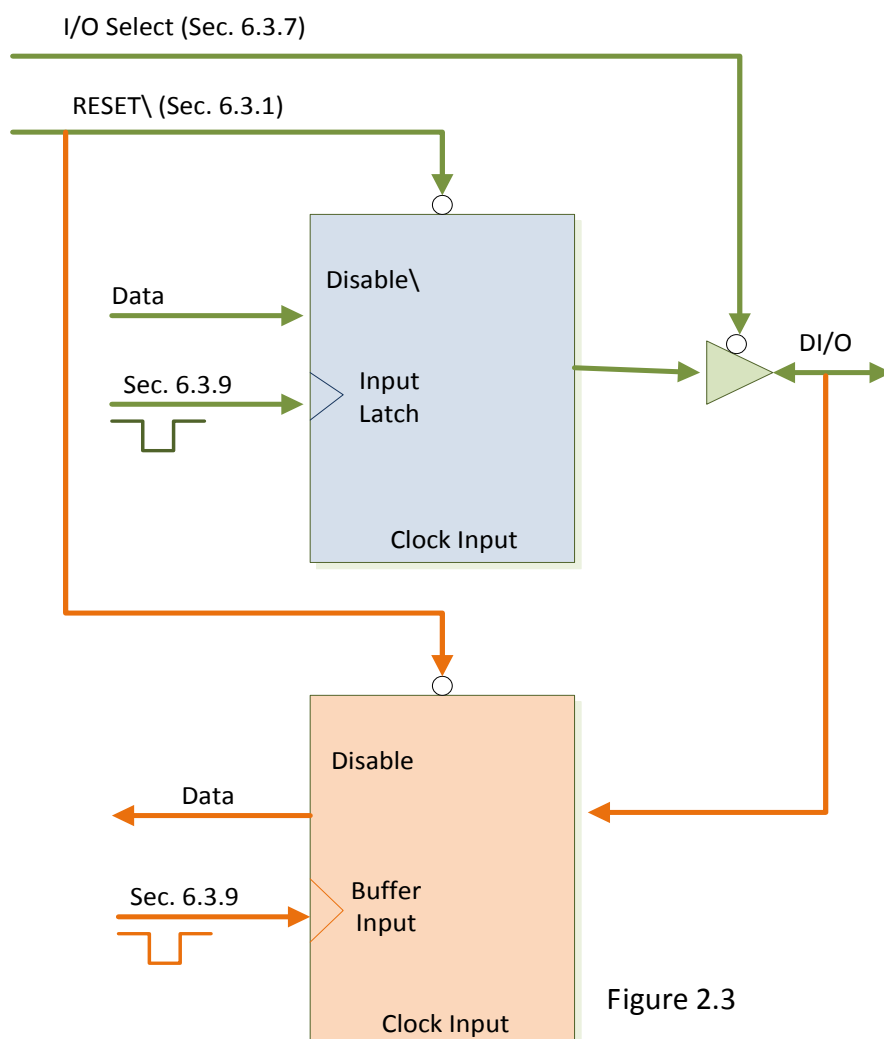 I/O Select (Sec. 6.3.7)
RESET\ (Sec. 6.3.1)
Disable\
Data
DI/O
Sec. 6.3.9
Input
Latch
Clock Input
Disable
Data
Sec. 6.3.9
Buffer
Input
Figure 2.3
Clock Input